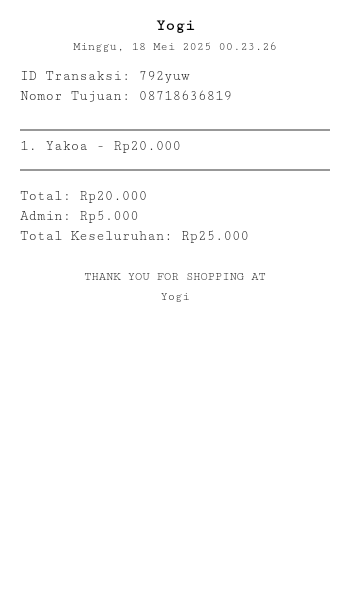 Yogi
Minggu, 18 Mei 2025 00.23.26
ID Transaksi: 792yuw
Nomor Tujuan: 08718636819
1. Yakoa - Rp20.000
Total: Rp20.000
Admin: Rp5.000
Total Keseluruhan: Rp25.000
THANK YOU FOR SHOPPING AT
Yogi